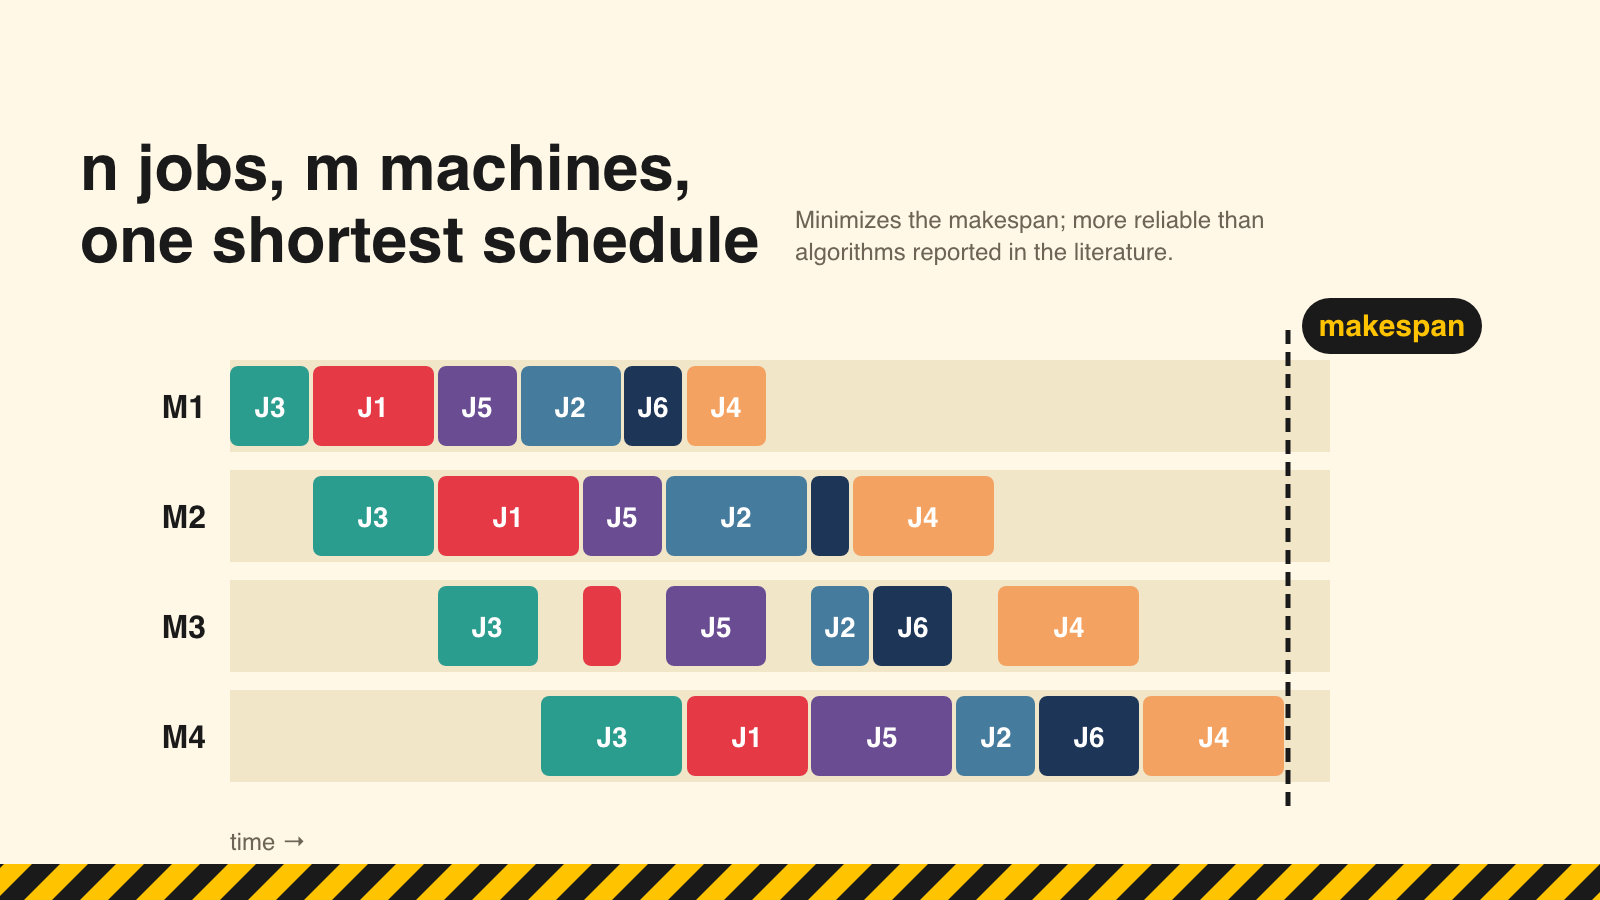 n jobs, m machines,
one shortest schedule
Minimizes the makespan; more reliable than
algorithms reported in the literature.
makespan
M1 J3 J1 J5 J2 J6 J4
M2 J3 J1 J5 J2 J4
M3 J3 J5 J2 J6 J4
M4 J3 J1 J5 J2 J6 J4
time →